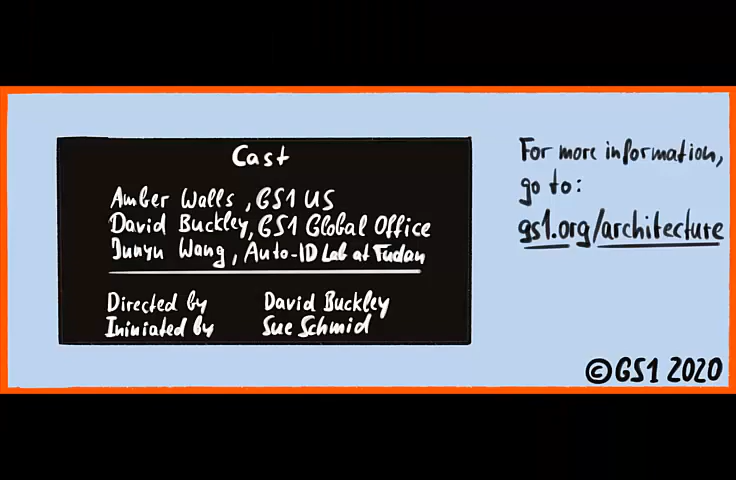 Cast
Amber Walls, GS1 US
David Buckley, GS1 Global Office
Junyu Wang, Auto-ID Lab at Fudan
Directed by David Buckley
Ininiated by Sue Schmid
For more information,
go to:
gs1.org/architecture
©GS1 2020